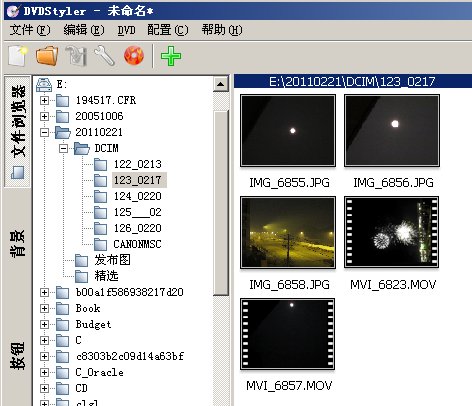 DVDStyler - 未命名*
文件(F) 编辑(E) DVD 配置(C) 帮助(H)
文件浏览器
背景
按钮
E:
194517.CFR
20051006
20110221
DCIM
122_0213
123_0217
124_0220
125___02
126_0220
CANONMSC
发布图
精选
b00a1f586938217d20
Book
Budget
C
c8303b2c09d14a63bf
C_Oracle
CD
E:\20110221\DCIM\123_0217
IMG_6855.JPG IMG_6856.JPG
IMG_6858.JPG MVI_6823.MOV
MVI_6857.MOV